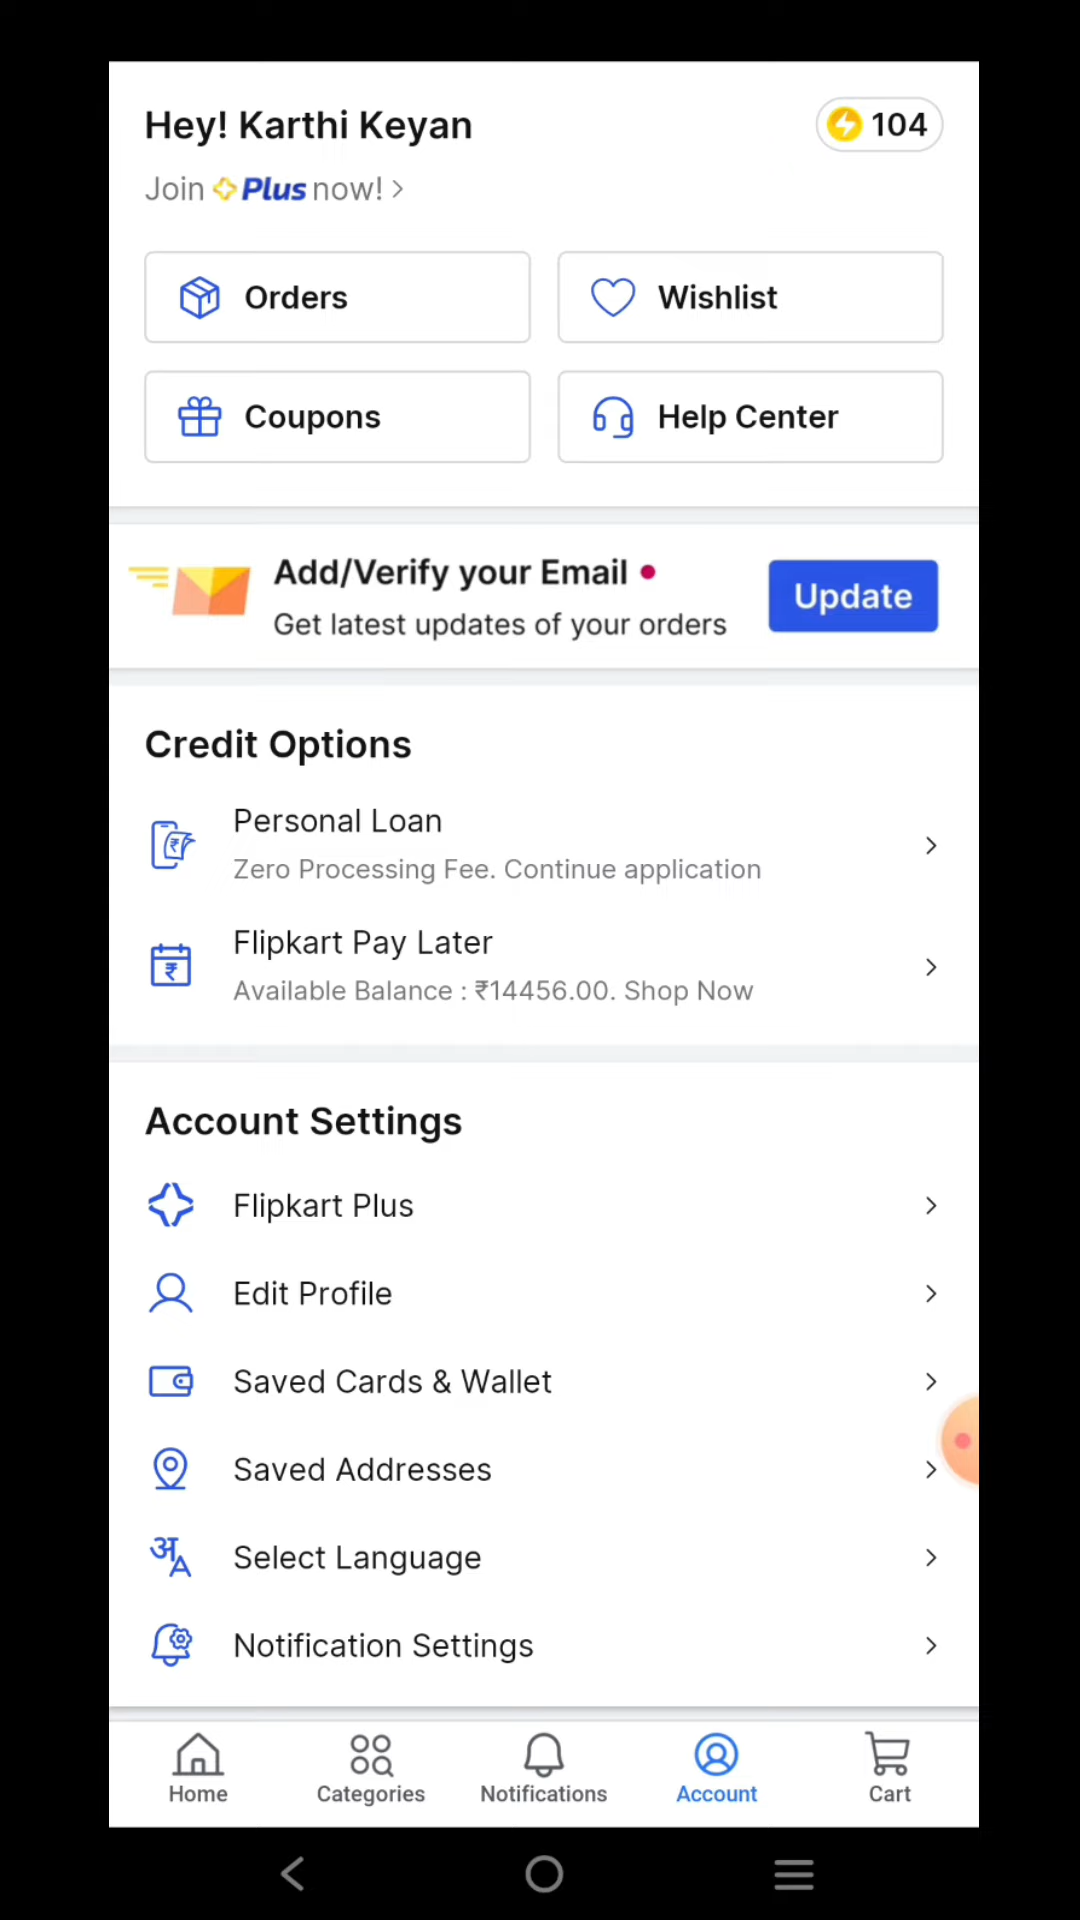 Hey! Karthi Keyan
104
Join Plus now!
Orders
Wishlist
Coupons
Help Center
Add/Verify your Email
Get latest updates of your orders
Update
Credit Options
Personal Loan
Zero Processing Fee. Continue application
Flipkart Pay Later
Available Balance : ₹14456.00. Shop Now
Account Settings
Flipkart Plus
Edit Profile
Saved Cards & Wallet
Saved Addresses
Select Language
Notification Settings
Home
Categories
Notifications
Account
Cart